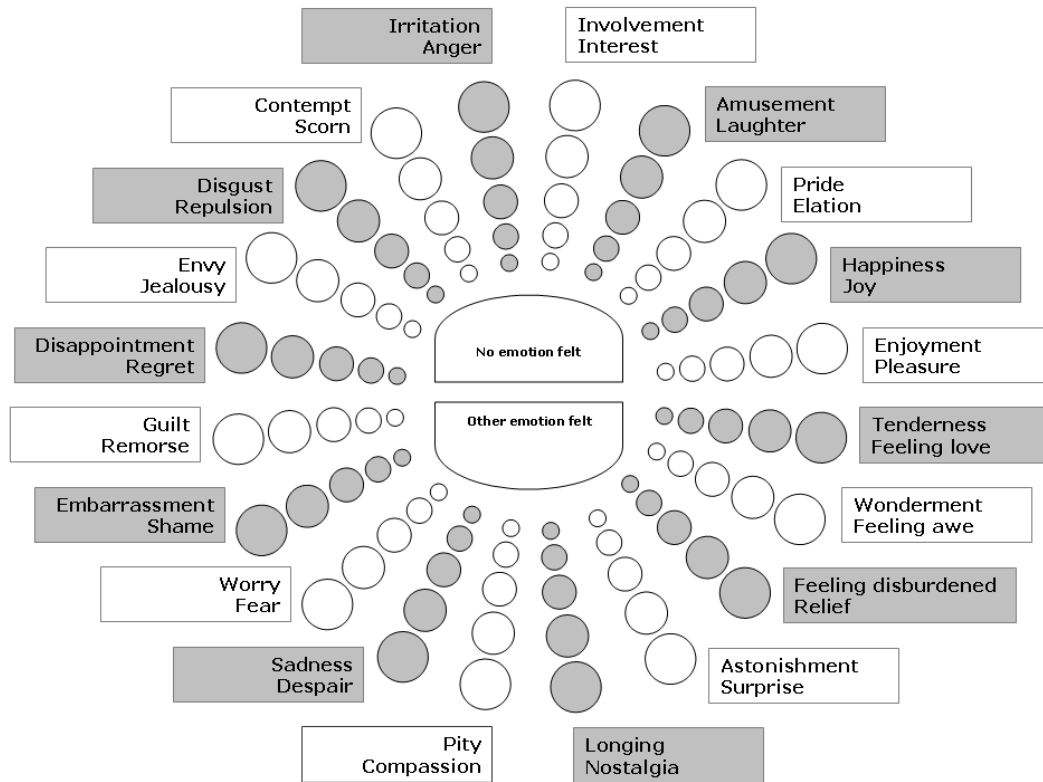 Irritation
Anger
Involvement
Interest
Contempt
Scorn
Amusement
Laughter
Disgust
Repulsion
Pride
Elation
Envy
Jealousy
Happiness
Joy
Disappointment
Regret
No emotion felt
Enjoyment
Pleasure
Guilt
Remorse
Other emotion felt
Tenderness
Feeling love
Embarrassment
Shame
Wonderment
Feeling awe
Worry
Fear
Feeling disburdened
Relief
Sadness
Despair
Astonishment
Surprise
Pity
Compassion
Longing
Nostalgia